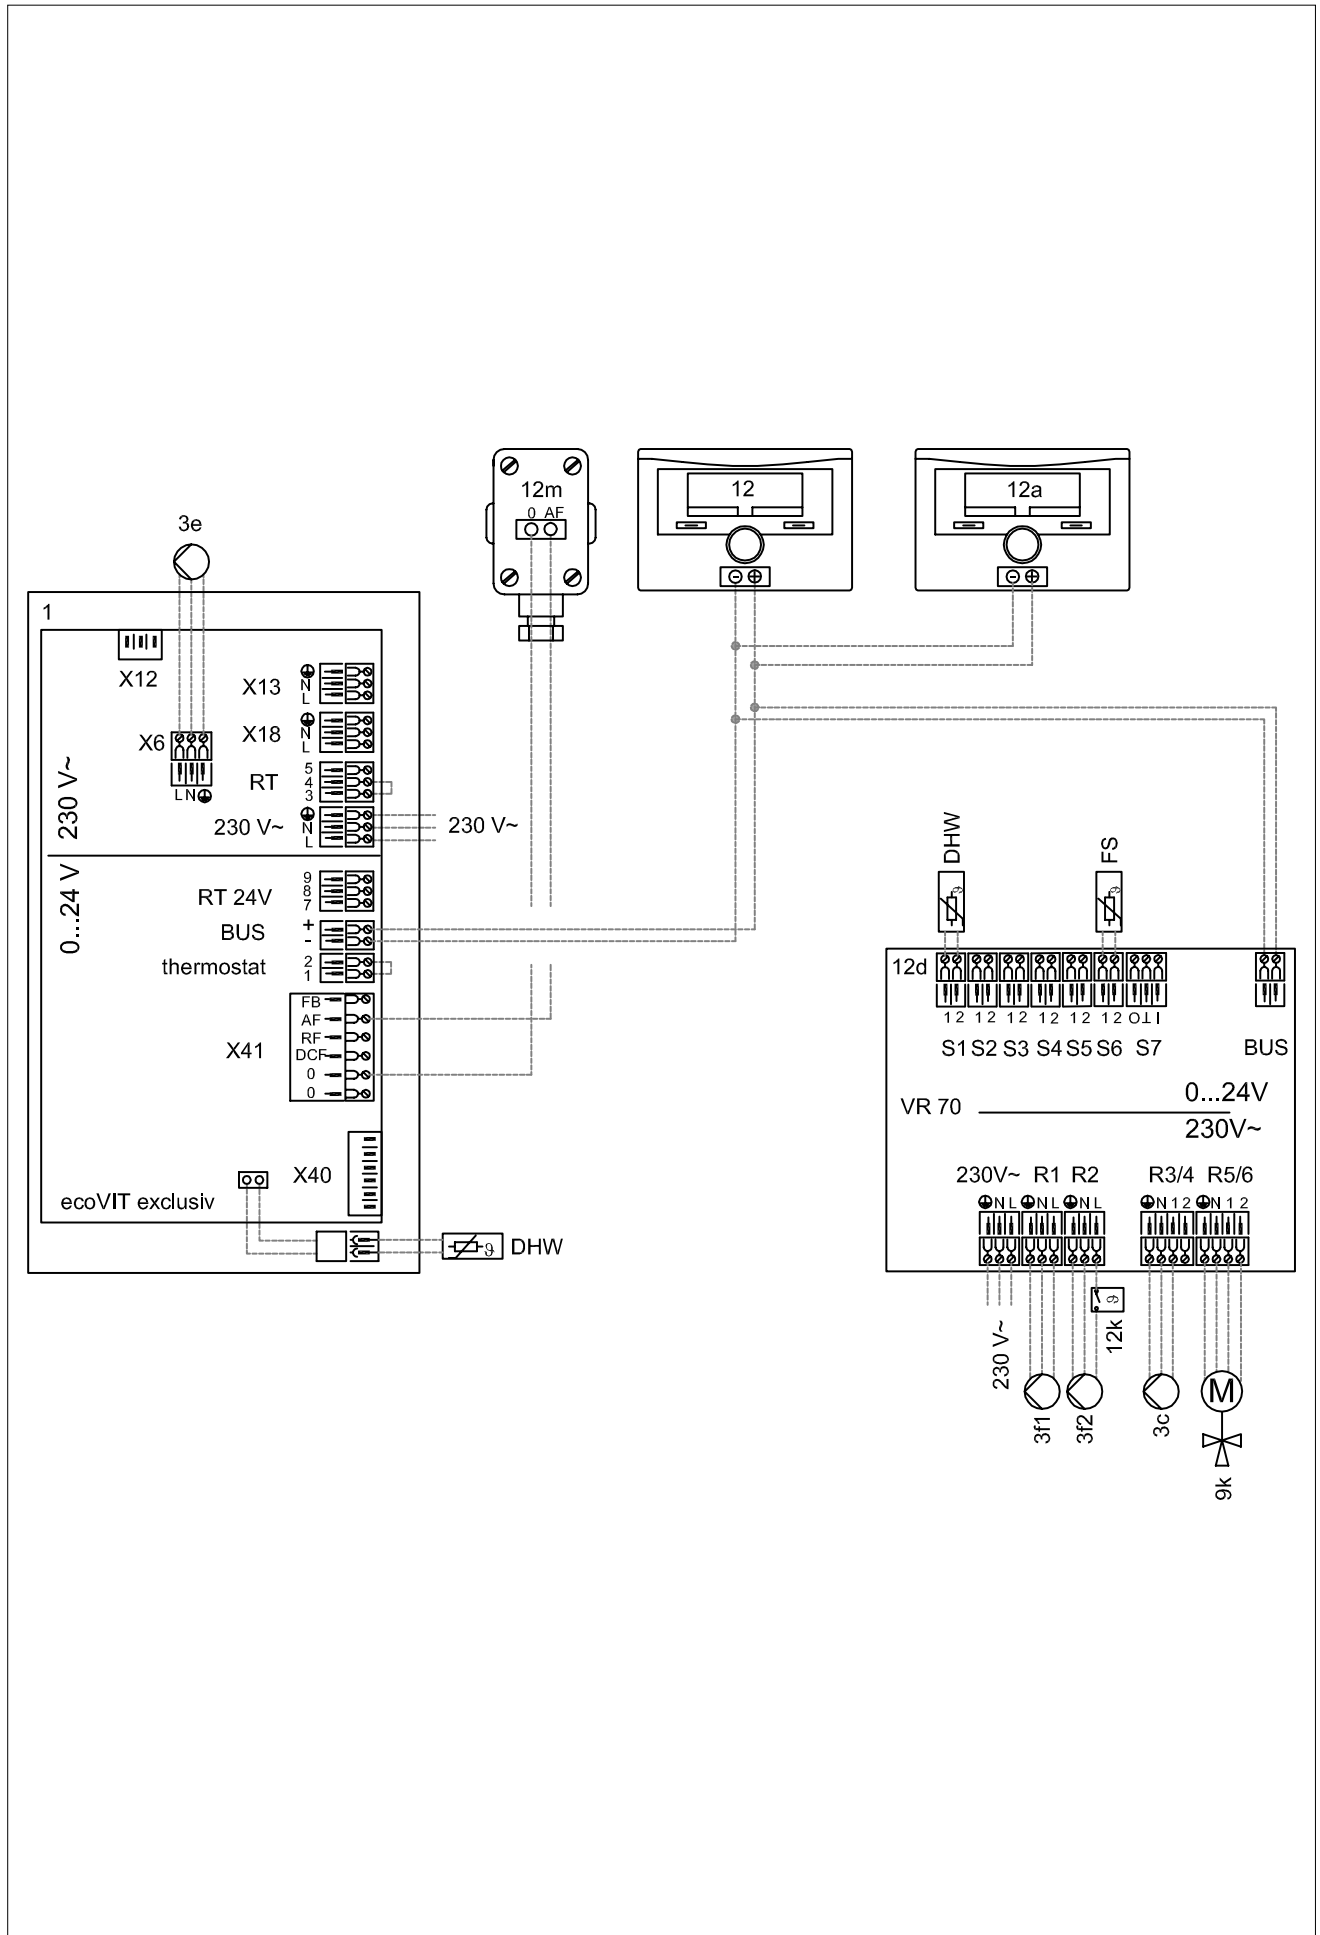 12m
0 AF
12
12a
3e
1
X12
X13
N
L
X6
X18
N
L
L N
RT
5
4
3
230 V~
230 V~
N
L
230 V~
0...24 V
RT 24V
9
8
7
BUS
+
-
thermostat
2
1
X41
FB
AF
RF
DCF
0
0
X40
ecoVIT exclusiv
ϑ DHW
DHW
ϑ
FS
ϑ
12d
1 2 1 2 1 2 1 2 1 2 1 2 O⊥I
S1 S2 S3 S4 S5 S6 S7 BUS
VR 70
0...24V
230V~
230V~ R1 R2 R3/4 R5/6
N L N L N L N 1 2 N 1 2
ϑ
12k
230 V~
3f1
3f2
3c
M
9k